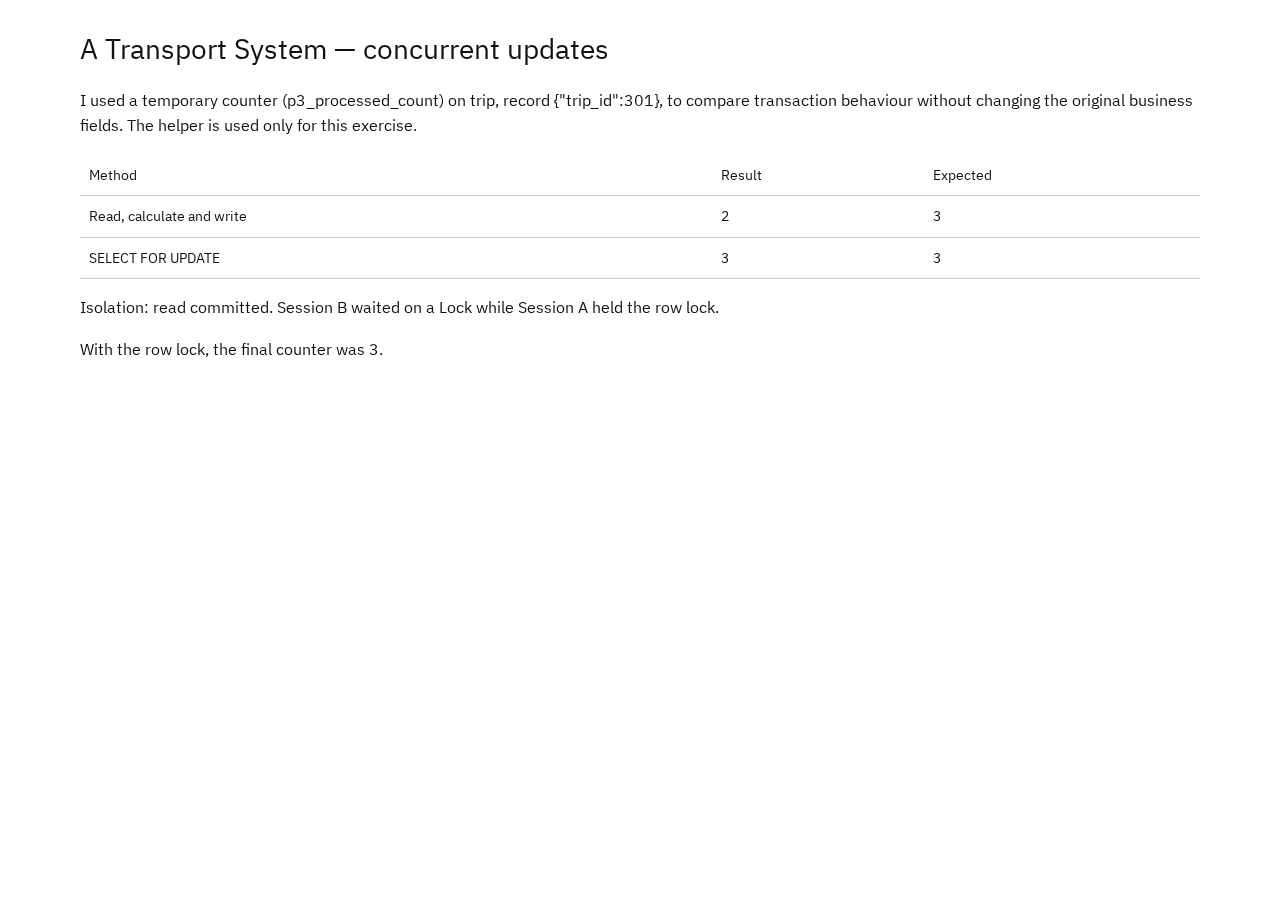 A Transport System — concurrent updates
I used a temporary counter (p3_processed_count) on trip, record {"trip_id":301}, to compare transaction behaviour without changing the original business
fields. The helper is used only for this exercise.
Method Result Expected
Read, calculate and write 2 3
SELECT FOR UPDATE 3 3
Isolation: read committed. Session B waited on a Lock while Session A held the row lock.
With the row lock, the final counter was 3.